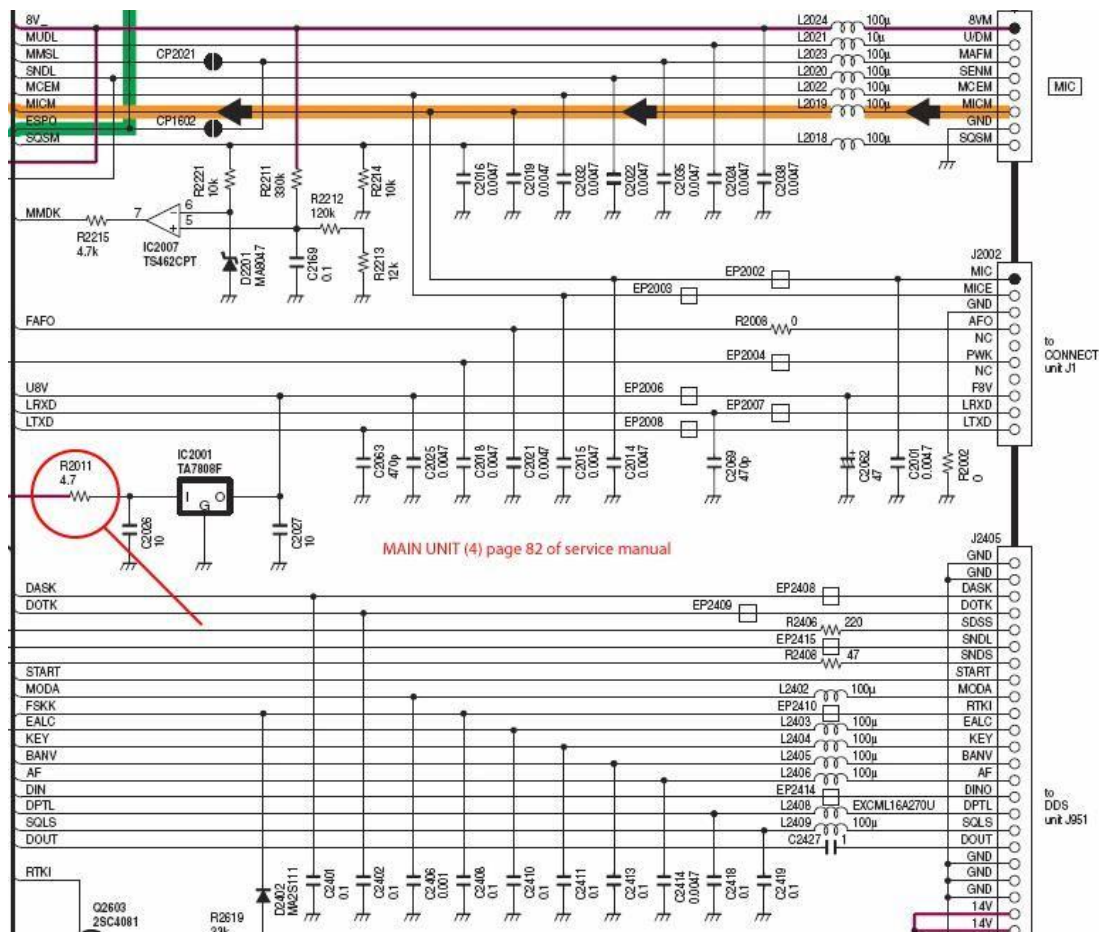 8V_ L2024 100µ 8VM
MUDL L2021 10µ U/DM
MMSL CP2021 L2023 100µ MAFM
SNDL L2020 100µ SENM
MCEM L2022 100µ MCEM
MICM L2019 100µ MICM
MIC
ESPO CP1602 GND
SQSM L2018 100µ SQSM
R2221 10k
R2211 330k
R2214 10k
C2016 0.0047
C2019 0.0047
C2032 0.0047
C2022 0.0047
C2035 0.0047
C2024 0.0047
C2038 0.0047
R2212 120k
MMDK 7 6 5
R2215 4.7k
IC2007 TS462CPT
D2201 MA8047
C2169 0.1
R2213 12k
J2002
EP2002 MIC
EP2003 MICE
GND
FAFO R2008 0 AFO
NC
EP2004 PWK
NC
to
CONNECT
unit J1
U8V EP2006 F8V
LRXD EP2007 LRXD
LTXD EP2008 LTXD
R2011
4.7
IC2001
TA7808F
I G O
C2026 10
C2027 10
C2063 470p
C2025 0.0047
C2018 0.0047
C2021 0.0047
C2015 0.0047
C2014 0.0047
C2069 470p
C2062 47
C2001 0.0047
R2002 0
MAIN UNIT (4) page 82 of service manual
J2405
GND
GND
DASK EP2408 DASK
DOTK EP2409 DOTK
R2406 220 SDSS
EP2415 SNDL
R2408 47 SNDS
START START
MODA L2402 100µ MODA
FSKK EP2410 RTKI
EALC L2403 100µ EALC
KEY L2404 100µ KEY
BANV L2405 100µ BANV
AF L2406 100µ AF
DIN EP2414 DINO
DPTL L2408 EXCML16A270U DPTL
SQLS L2409 100µ SQLS
DOUT C2427 1 DOUT
to
DDS
unit J951
GND
RTKI GND
GND
14V
14V
D2402 MA2S111
C2401 0.1
C2402 0.1
C2406 0.001
C2408 0.1
C2410 0.1
C2411 0.1
C2413 0.1
C2414 0.0047
C2418 0.1
C2419 0.1
Q2603
2SC4081
R2619